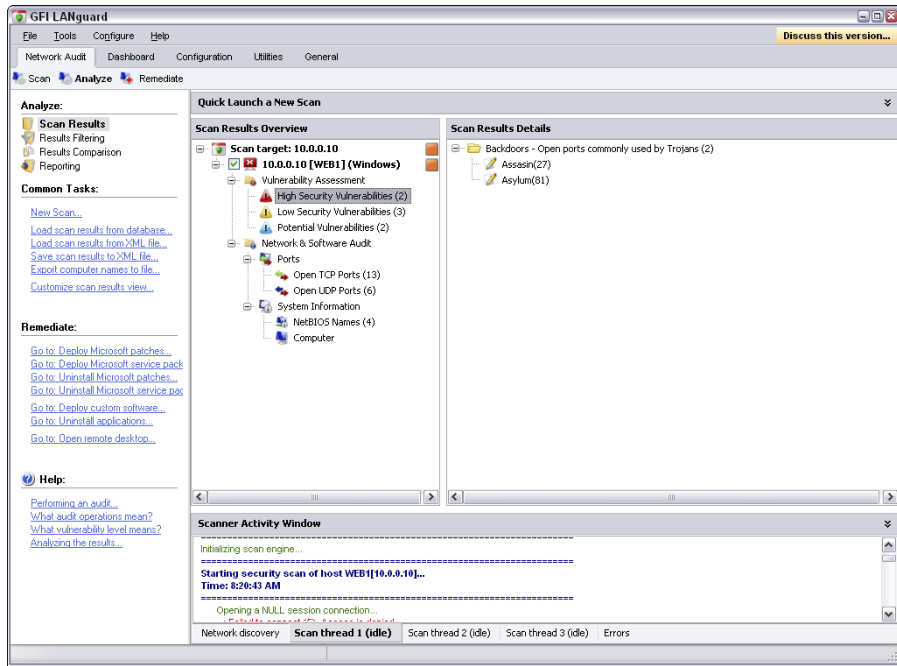 GFI LANguard
File Tools Configure Help
Discuss this version...
Network Audit Dashboard Configuration Utilities General
Scan Analyze Remediate
Analyze:
Scan Results
Results Filtering
Results Comparison
Reporting
Common Tasks:
New Scan...
Load scan results from database...
Load scan results from XML file...
Save scan results to XML file...
Export computer names to file...
Customize scan results view...
Remediate:
Go to: Deploy Microsoft patches...
Go to: Deploy Microsoft service pack
Go to: Uninstall Microsoft patches...
Go to: Uninstall Microsoft service pac
Go to: Deploy custom software...
Go to: Uninstall applications...
Go to: Open remote desktop...
Help:
Performing an audit...
What audit operations mean?
What vulnerability level means?
Analyzing the results...
Quick Launch a New Scan
Scan Results Overview
Scan target: 10.0.0.10
10.0.0.10 [WEB1] (Windows)
Vulnerability Assessment
High Security Vulnerabilities (2)
Low Security Vulnerabilities (3)
Potential Vulnerabilities (2)
Network & Software Audit
Ports
Open TCP Ports (13)
Open UDP Ports (6)
System Information
NetBIOS Names (4)
Computer
Scan Results Details
Backdoors - Open ports commonly used by Trojans (2)
Assasin(27)
Asylum(81)
Scanner Activity Window
Initializing scan engine...
Starting security scan of host WEB1[10.0.0.10]...
Time: 8:20:43 AM
Opening a NULL session connection...
Network discovery Scan thread 1 (idle) Scan thread 2 (idle) Scan thread 3 (idle) Errors